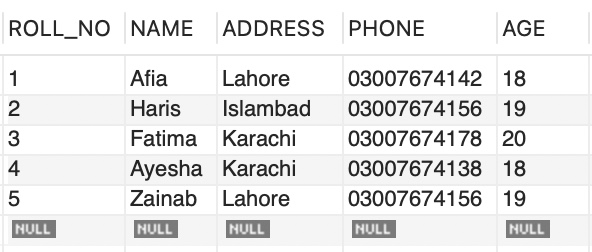 ROLL_NO NAME ADDRESS PHONE AGE
1 Afia Lahore 03007674142 18
2 Haris Islambad 03007674156 19
3 Fatima Karachi 03007674178 20
4 Ayesha Karachi 03007674138 18
5 Zainab Lahore 03007674156 19
NULL NULL NULL NULL NULL